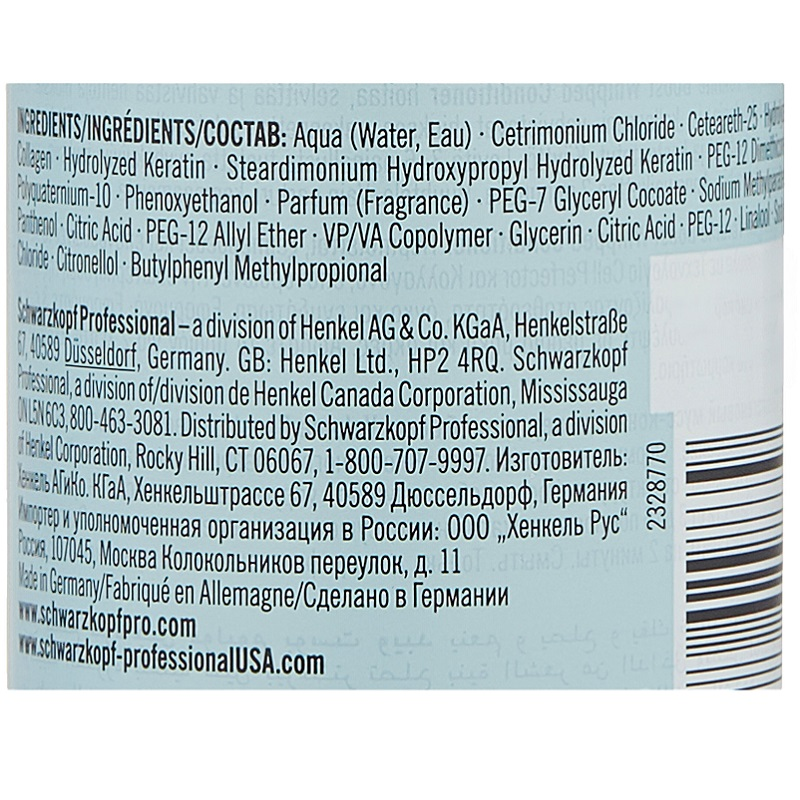 INGREDIENTS/INGRÉDIENTS/СОСТАВ: Aqua (Water, Eau) · Cetrimonium Chloride · Ceteareth-25 ·
Collagen · Hydrolyzed Keratin · Steardimonium Hydroxypropyl Hydrolyzed Keratin · PEG-12
Polyquaternium-10 · Phenoxyethanol · Parfum (Fragrance) · PEG-7 Glyceryl Cocoate · Sodium
Panthenol · Citric Acid · PEG-12 Allyl Ether · VP/VA Copolymer · Glycerin · Citric Acid · PEG-12 · Linalool ·
Chloride · Citronellol · Butylphenyl Methylpropional
Schwarzkopf Professional – a division of Henkel AG & Co. KGaA, Henkelstraße
67, 40589 Düsseldorf, Germany. GB: Henkel Ltd., HP2 4RQ. Schwarzkopf
Professional, a division of/division de Henkel Canada Corporation, Mississauga
ON L5N 6C3, 800-463-3081. Distributed by Schwarzkopf Professional, a division
of Henkel Corporation, Rocky Hill, CT 06067, 1-800-707-9997. Изготовитель:
Хенкель АГ и Ко. КГаА, Хенкельштрассе 67, 40589 Дюссельдорф, Германия
Импортер и уполномоченная организация в России: ООО „Хенкель Рус“
Россия, 107045, Москва Колокольников переулок, д. 11
Made in Germany/Fabriqué en Allemagne/Сделано в Германии
www.schwarzkopfpro.com
www.schwarzkopf-professionalUSA.com
2328770